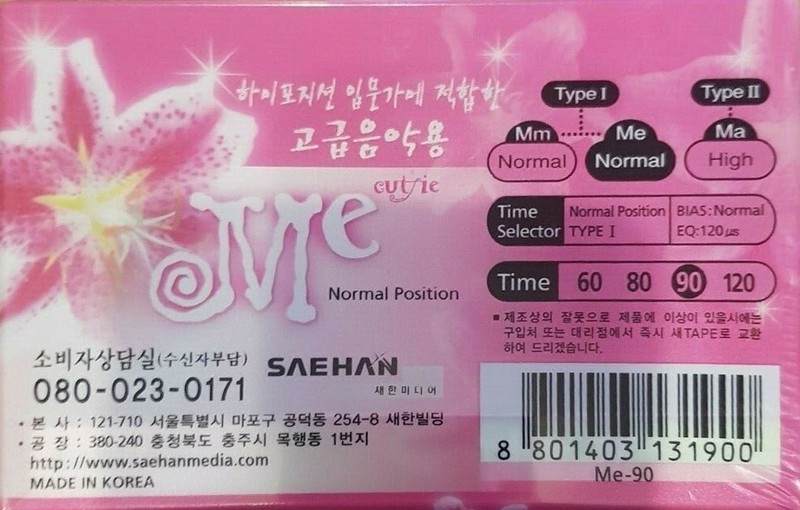 하이포지션 입문가에 적합한
고급음악용
cutie
Me
Normal Position
Type I
Type II
Mm
Me
Ma
Normal
Normal
High
Time Selector
Normal Position
TYPE I
BIAS:Normal
EQ:120㎲
Time 60 80 90 120
■ 제조상의 잘못으로 제품에 이상이 있을시에는
구입처 또는 대리점에서 즉시 새TAPE로 교환
하여 드리겠습니다.
소비자상담실(수신자부담)
080-023-0171
SAEHAN
새한미디어
• 본 사 : 121-710 서울특별시 마포구 공덕동 254-8 새한빌딩
• 공 장 : 380-240 충청북도 충주시 목행동 1번지
http://www.saehanmedia.com
MADE IN KOREA
8 801403 131900
Me-90